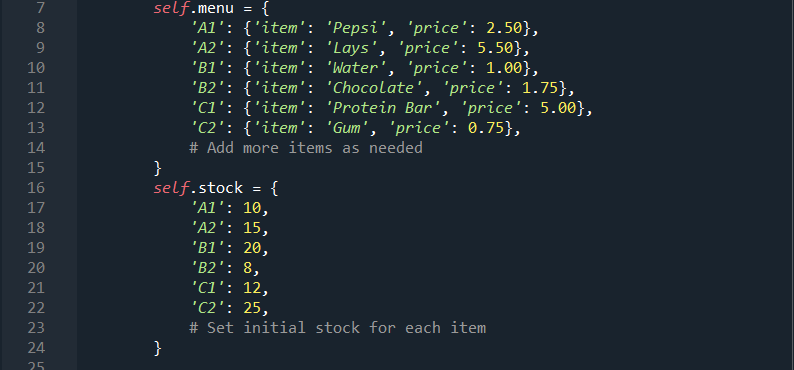 7 self.menu = {
8 'A1': {'item': 'Pepsi', 'price': 2.50},
9 'A2': {'item': 'Lays', 'price': 5.50},
10 'B1': {'item': 'Water', 'price': 1.00},
11 'B2': {'item': 'Chocolate', 'price': 1.75},
12 'C1': {'item': 'Protein Bar', 'price': 5.00},
13 'C2': {'item': 'Gum', 'price': 0.75},
14 # Add more items as needed
15 }
16 self.stock = {
17 'A1': 10,
18 'A2': 15,
19 'B1': 20,
20 'B2': 8,
21 'C1': 12,
22 'C2': 25,
23 # Set initial stock for each item
24 }
25